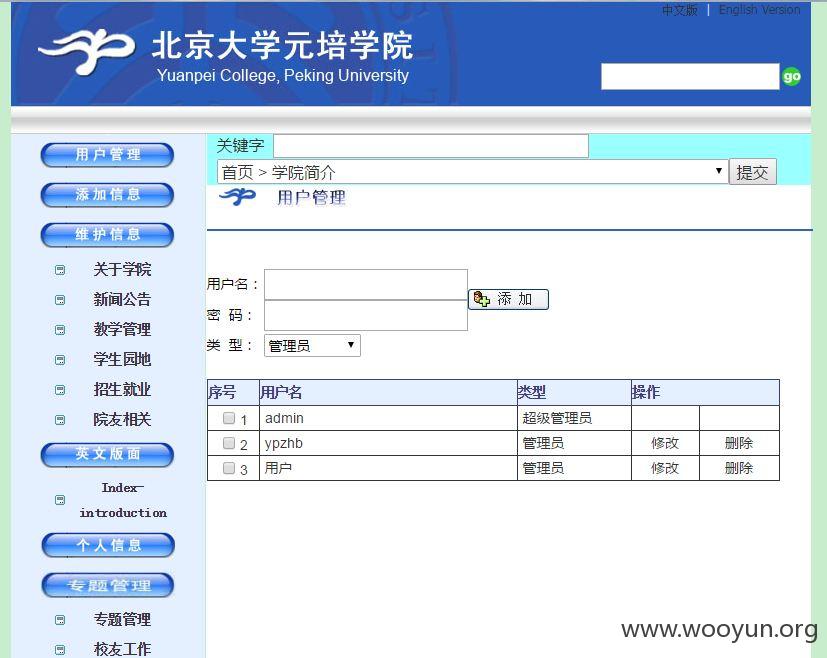 中文版 | English Version
北京大学元培学院
Yuanpei College, Peking University
go
用户管理
添加信息
维护信息
关于学院
新闻公告
教学管理
学生园地
招生就业
院友相关
英文版面
Index-
introduction
个人信息
专题管理
专题管理
校友工作
关键字
首页 > 学院简介 提交
用户管理
用户名：
添 加
密 码：
类 型： 管理员
序号 用户名 类型 操作
1 admin 超级管理员
2 ypzhb 管理员 修改 删除
3 用户 管理员 修改 删除
www.wooyun.org